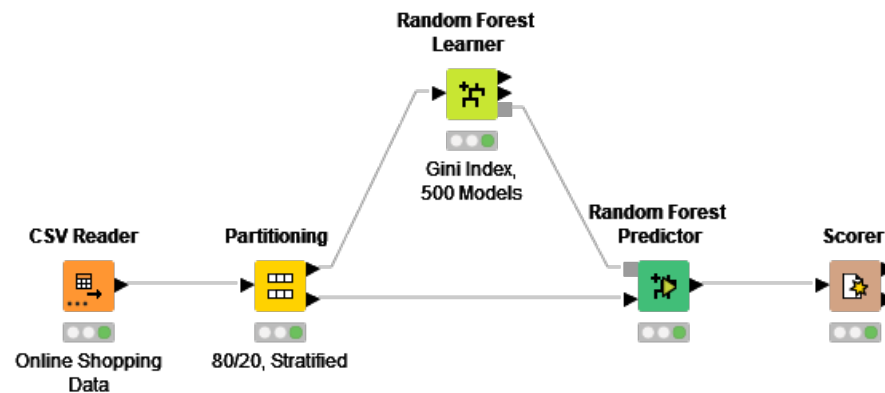 Random Forest
Learner
Gini Index,
500 Models
Random Forest
Predictor
CSV Reader
Partitioning
Scorer
Online Shopping
Data
80/20, Stratified